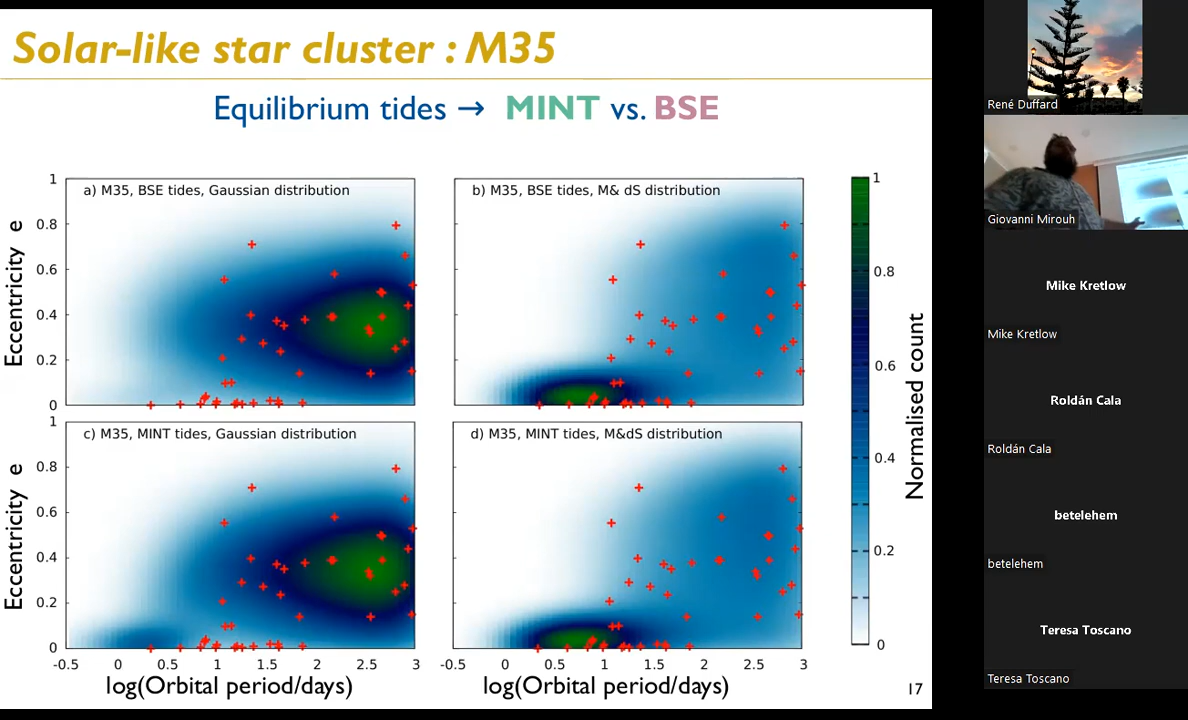 Solar-like star cluster : M35
Equilibrium tides → MINT vs. BSE
a) M35, BSE tides, Gaussian distribution
b) M35, BSE tides, M& dS distribution
c) M35, MINT tides, Gaussian distribution
d) M35, MINT tides, M&dS distribution
Eccentricity e
1
0.8
0.6
0.4
0.2
0
Eccentricity e
1
0.8
0.6
0.4
0.2
0
-0.5 0 0.5 1 1.5 2 2.5 3
-0.5 0 0.5 1 1.5 2 2.5 3
log(Orbital period/days)
log(Orbital period/days)
1
0.8
0.6
0.4
0.2
0
Normalised count
17
René Duffard
Giovanni Mirouh
Mike Kretlow
Mike Kretlow
Roldán Cala
Roldán Cala
betelehem
betelehem
Teresa Toscano
Teresa Toscano